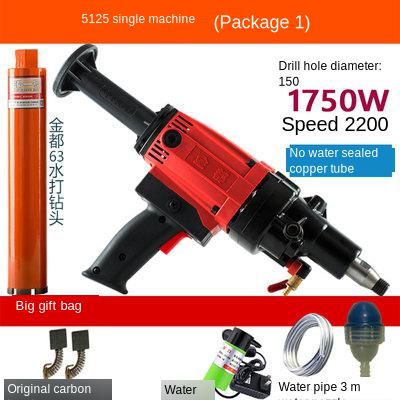 5125 single machine
(Package 1)
Drill hole diameter:
150
1750W
Speed 2200
No water sealed
copper tube
金都63水打钻头
Big gift bag
Original carbon
Water
Water pipe 3 m